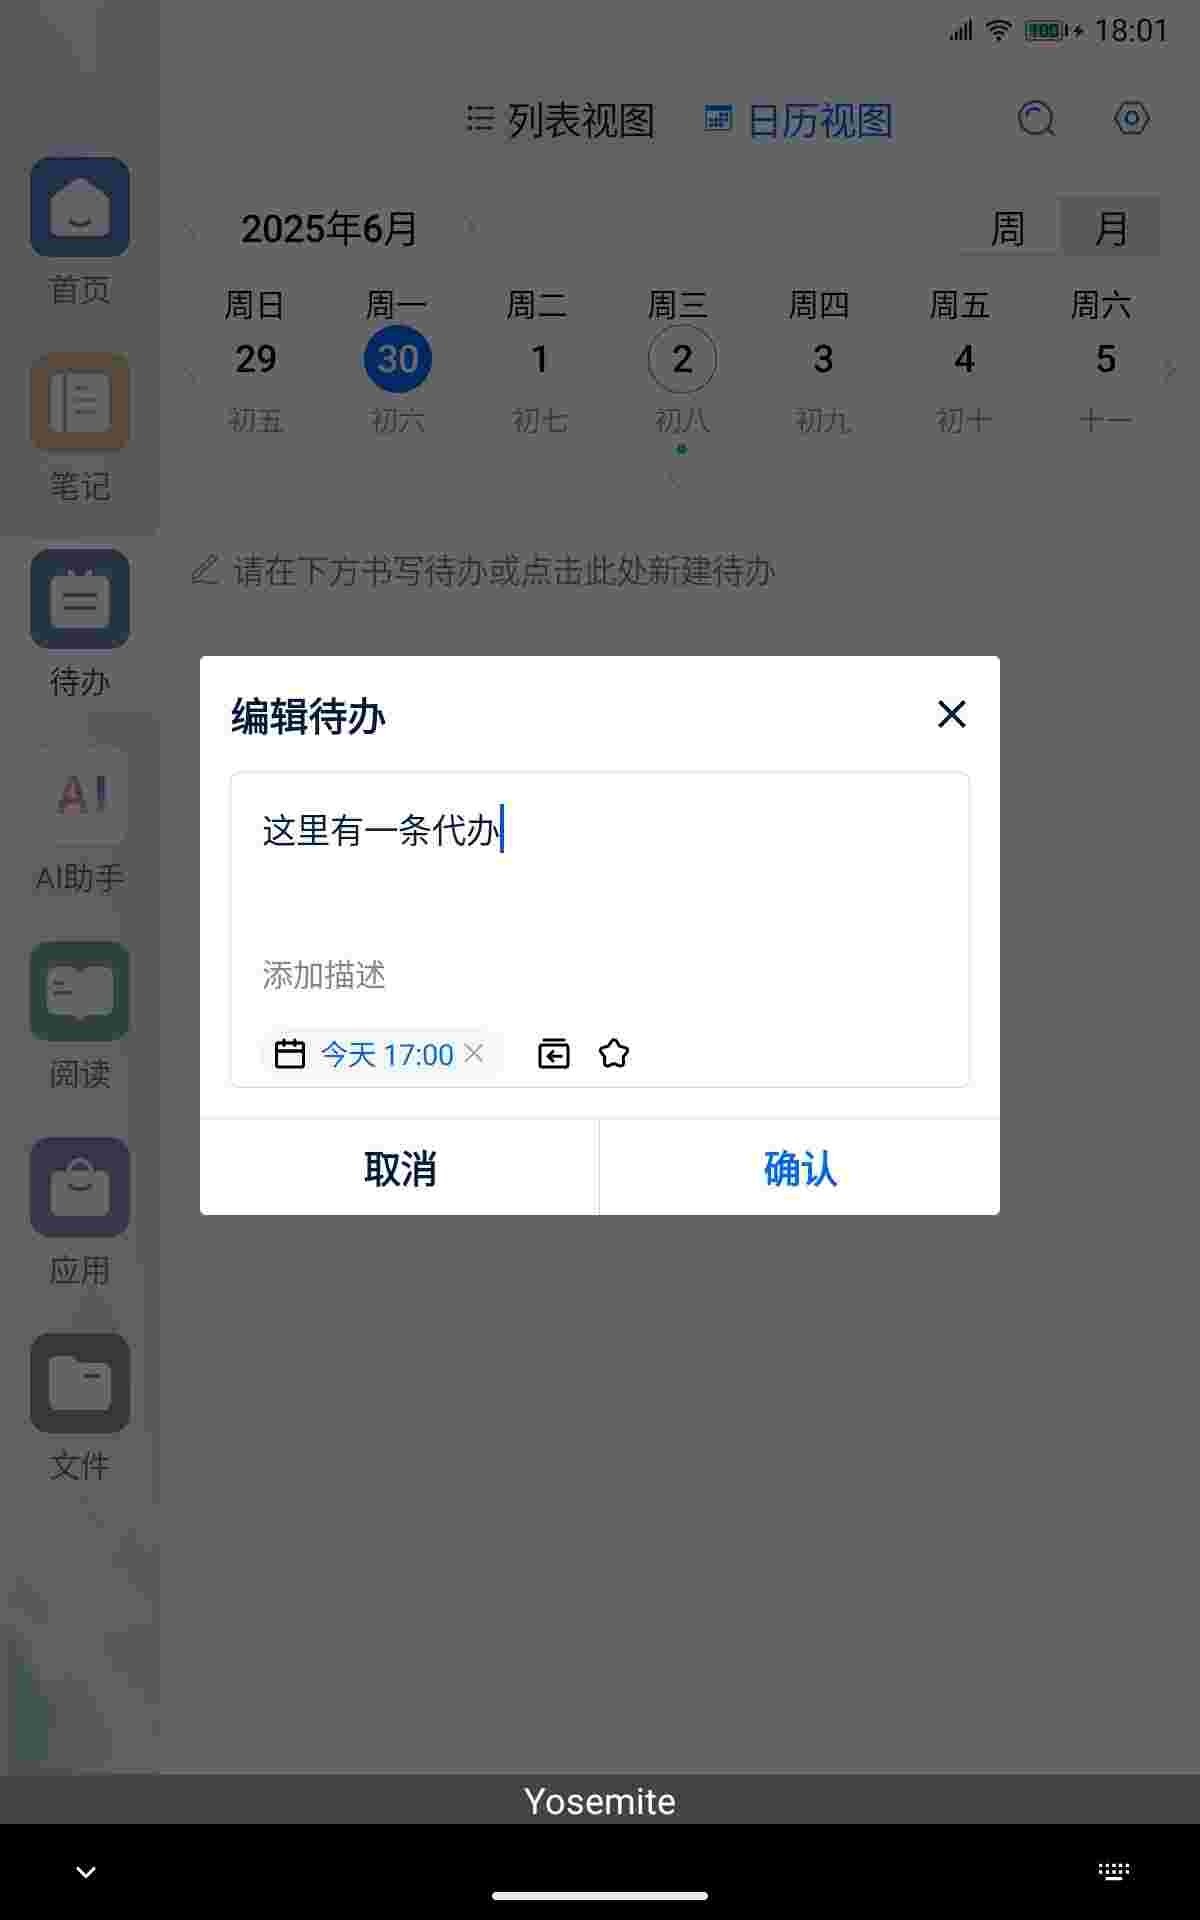 100 18:01
列表视图 日历视图
首页
2025年6月 周 月
周日 周一 周二 周三 周四 周五 周六
29 30 1 2 3 4 5
初五 初六 初七 初八 初九 初十 十一
笔记
请在下方书写待办或点击此处新建待办
待办
编辑待办
这里有一条代办
AI
AI助手
添加描述
今天 17:00
阅读
取消 确认
应用
文件
Yosemite